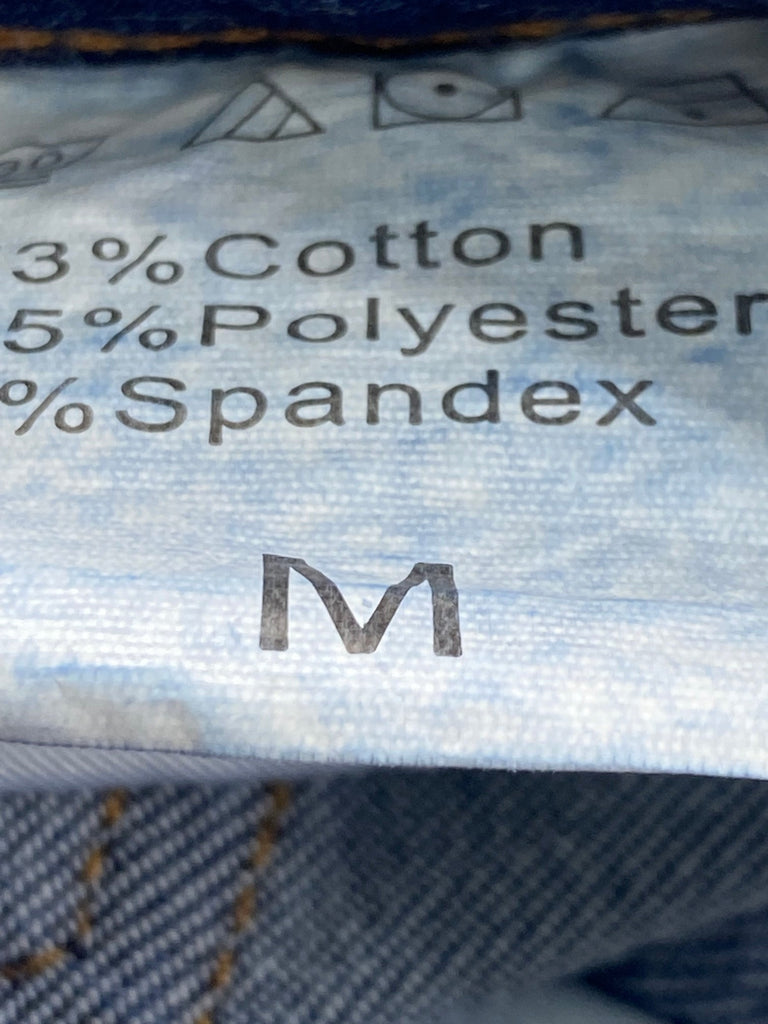 3%Cotton
5%Polyester
%Spandex
M